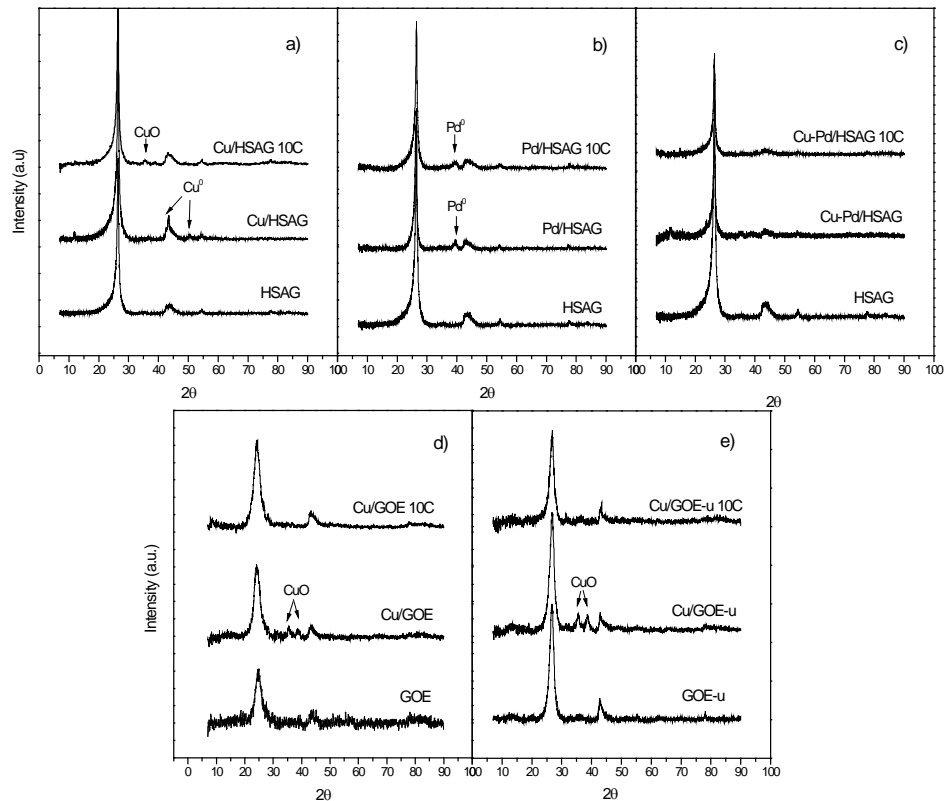 a)
CuO
Cu/HSAG 10C
Cu⁰
Cu/HSAG
HSAG
Intensity (a.u)
0 10 20 30 40 50 60 70 80 90 100
2θ
b)
Pd⁰
Pd/HSAG 10C
Pd⁰
Pd/HSAG
HSAG
10 20 30 40 50 60 70 80 90 100
2θ
c)
Cu-Pd/HSAG 10C
Cu-Pd/HSAG
HSAG
10 20 30 40 50 60 70 80 90 100
2θ
d)
Cu/GOE 10C
CuO
Cu/GOE
GOE
Intensity (a.u.)
0 10 20 30 40 50 60 70 80 90 100
2θ
e)
Cu/GOE-u 10C
CuO
Cu/GOE-u
GOE-u
10 20 30 40 50 60 70 80 90 100
2θ